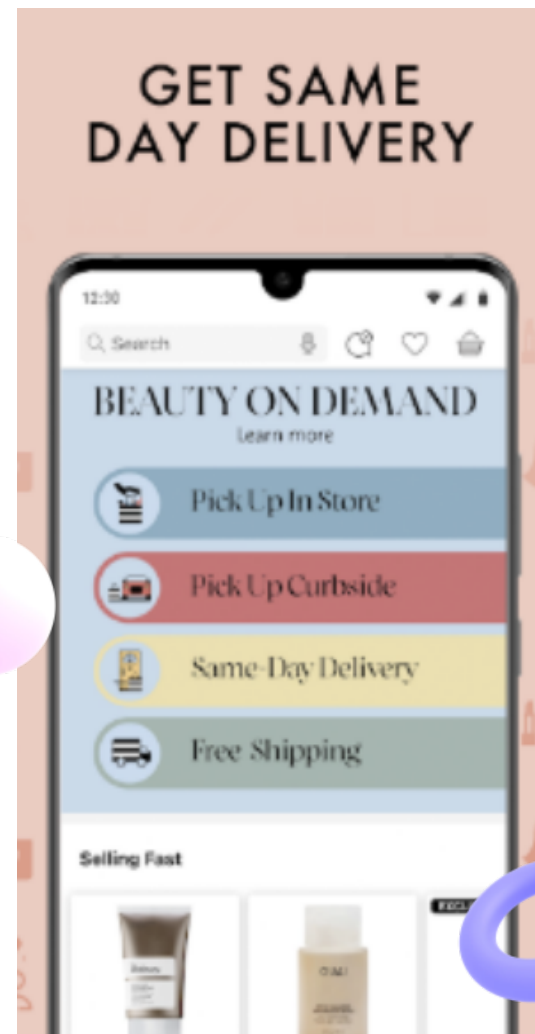 GET SAME
DAY DELIVERY
12:30
Search
BEAUTY ON DEMAND
Learn more
Pick Up In Store
Pick Up Curbside
Same-Day Delivery
Free Shipping
Selling Fast
OUAI